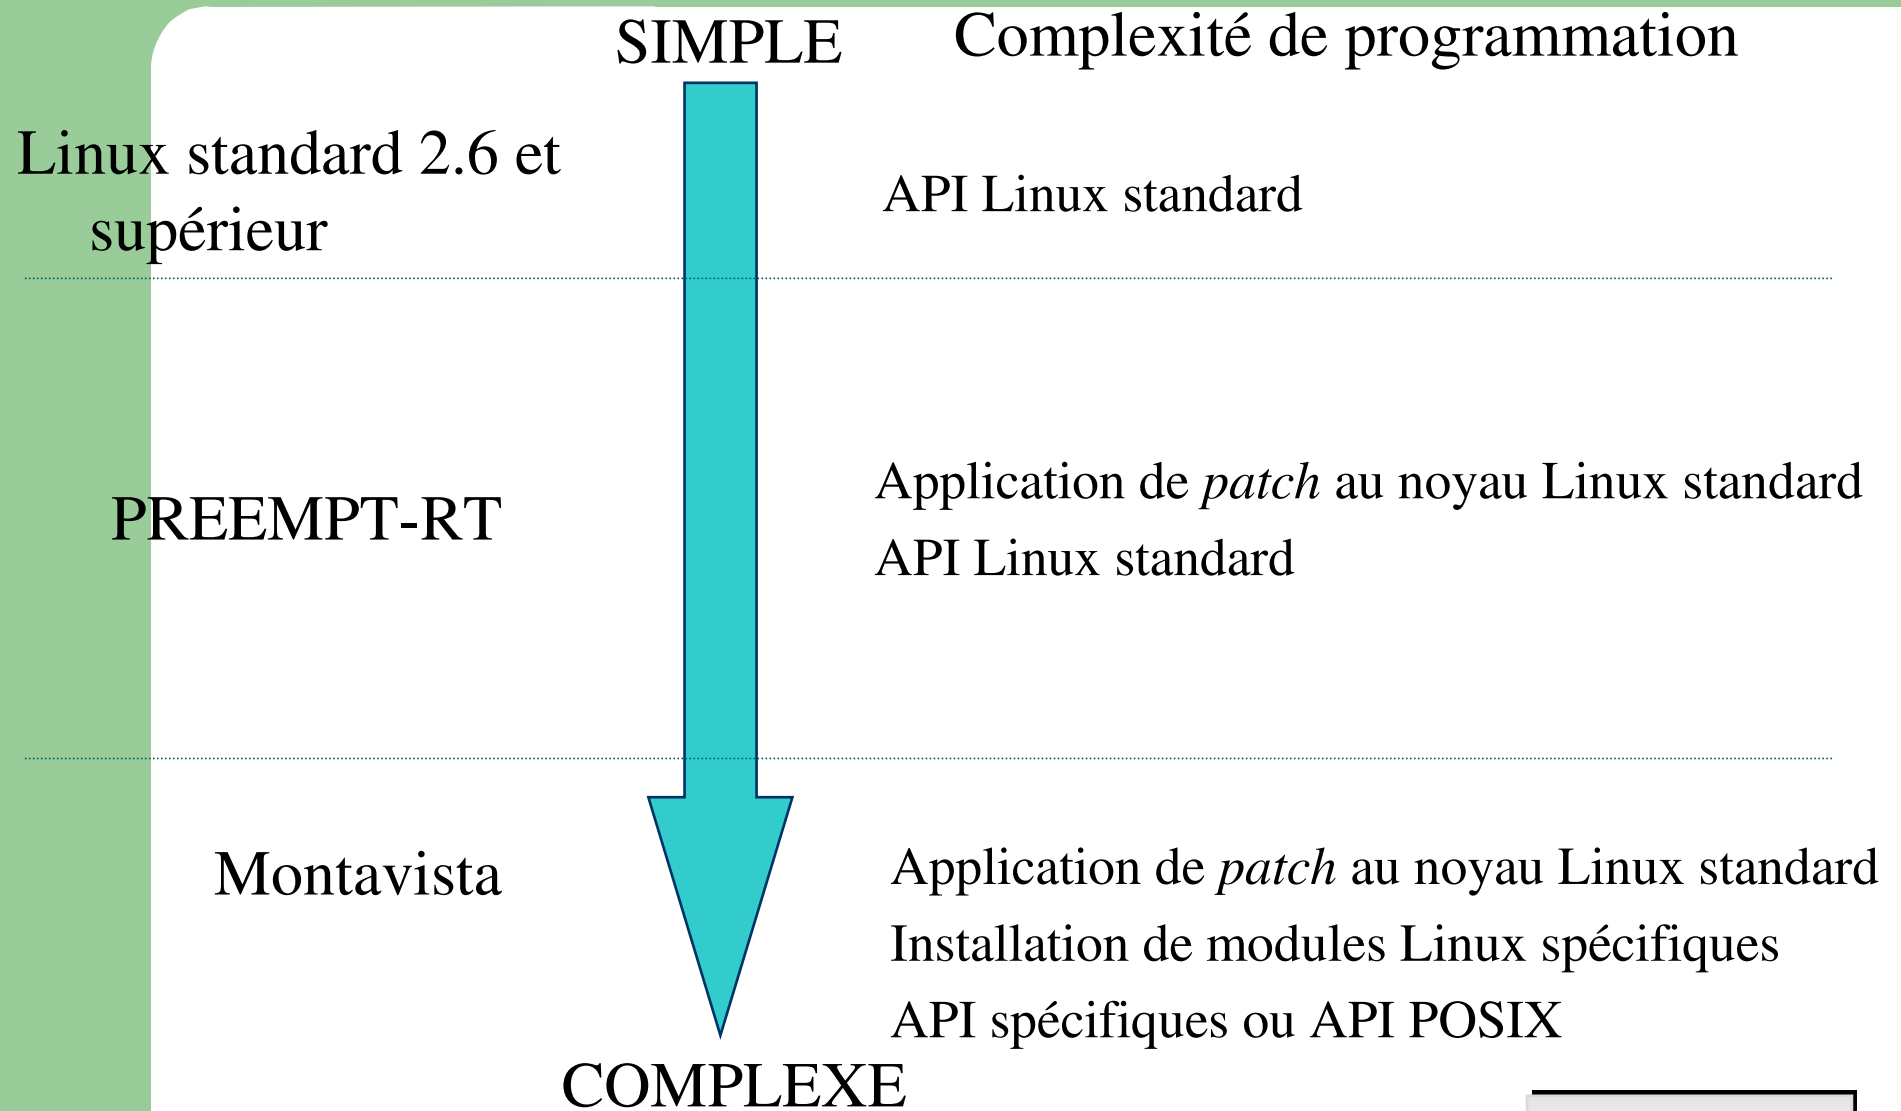 SIMPLE
Complexité de programmation
Linux standard 2.6 et
supérieur
API Linux standard
PREEMPT-RT
Application de patch au noyau Linux standard
API Linux standard
Montavista
Application de patch au noyau Linux standard
Installation de modules Linux spécifiques
API spécifiques ou API POSIX
COMPLEXE